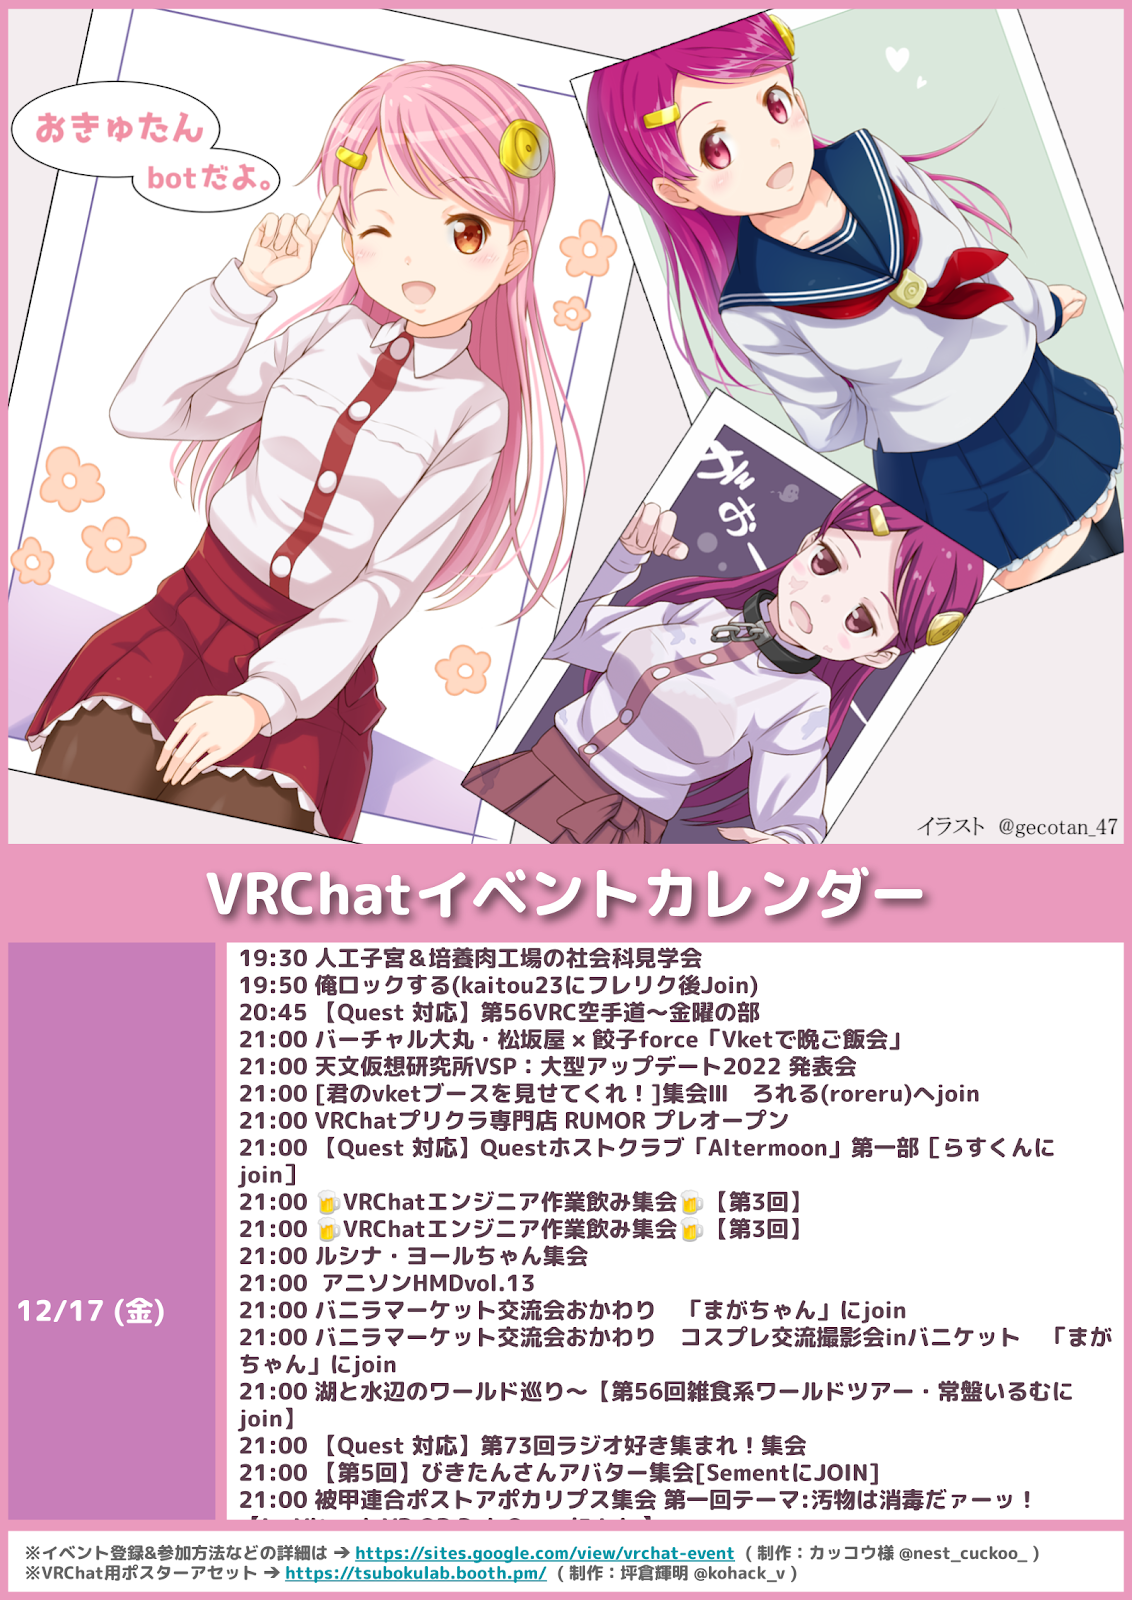 おきゅたん
botだよ。
がおー
イラスト @gecotan_47
VRChatイベントカレンダー
12/17 (金)
19:30 人工子宮＆培養肉工場の社会科見学会
19:50 俺ロックする(kaitou23にフレリク後Join)
20:45 【Quest 対応】第56VRC空手道～金曜の部
21:00 バーチャル大丸・松坂屋 × 餃子force「Vketで晩ご飯会」
21:00 天文仮想研究所VSP：大型アップデート2022 発表会
21:00 [君のvketブースを見せてくれ！]集会Ⅲ　ろれる(roreru)へjoin
21:00 VRChatプリクラ専門店 RUMOR プレオープン
21:00 【Quest 対応】Questホストクラブ「Altermoon」第一部［らすくんに
join］
21:00 🍺VRChatエンジニア作業飲み集会🍺【第3回】
21:00 🍺VRChatエンジニア作業飲み集会🍺【第3回】
21:00 ルシナ・ヨールちゃん集会
21:00 アニソンHMDvol.13
21:00 バニラマーケット交流会おかわり　「まがちゃん」にjoin
21:00 バニラマーケット交流会おかわり　コスプレ交流撮影会inバニケット　「まが
ちゃん」にjoin
21:00 湖と水辺のワールド巡り～【第56回雑食系ワールドツアー・常盤いるむに
join】
21:00 【Quest 対応】第73回ラジオ好き集まれ！集会
21:00 【第5回】びきたんさんアバター集会[SementにJOIN]
21:00 被甲連合ポストアポカリプス集会 第一回テーマ:汚物は消毒だァーッ！
※イベント登録&参加方法などの詳細は → https://sites.google.com/view/vrchat-event （ 制作：カッコウ様 @nest_cuckoo_ ）
※VRChat用ポスターアセット → https://tsubokulab.booth.pm/ （ 制作：坪倉輝明 @kohack_v ）